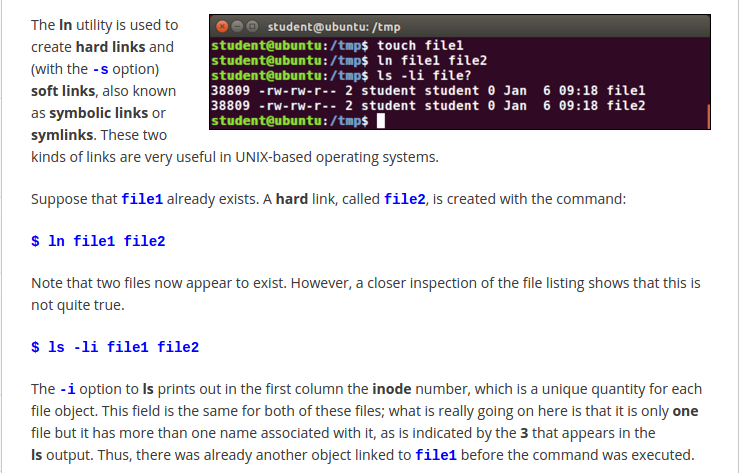 The ln utility is used to
create hard links and
(with the -s option)
soft links, also known
as symbolic links or
symlinks. These two
kinds of links are very useful in UNIX-based operating systems.
student@ubuntu: /tmp
student@ubuntu:/tmp$ touch file1
student@ubuntu:/tmp$ ln file1 file2
student@ubuntu:/tmp$ ls -li file?
38809 -rw-rw-r-- 2 student student 0 Jan  6 09:18 file1
38809 -rw-rw-r-- 2 student student 0 Jan  6 09:18 file2
student@ubuntu:/tmp$
Suppose that file1 already exists. A hard link, called file2, is created with the command:
$ ln file1 file2
Note that two files now appear to exist. However, a closer inspection of the file listing shows that this is
not quite true.
$ ls -li file1 file2
The -i option to ls prints out in the first column the inode number, which is a unique quantity for each
file object. This field is the same for both of these files; what is really going on here is that it is only one
file but it has more than one name associated with it, as is indicated by the 3 that appears in the
ls output. Thus, there was already another object linked to file1 before the command was executed.